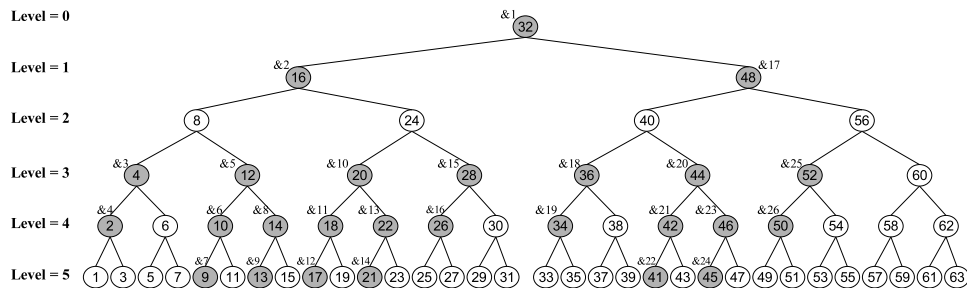 Level = 0 &1 32
Level = 1 &2 16 &17 48
Level = 2 8 24 40 56
Level = 3 &3 4 &5 12 &10 20 &15 28 &18 36 &20 44 &25 52 60
Level = 4 &4 2 6 &6 10 &8 14 &11 18 &13 22 &16 26 30 &19 34 38 &21 42 &23 46 &26 50 54 58 62
Level = 5 1 3 5 7 &7 9 11 &9 13 15 &12 17 19 &14 21 23 25 27 29 31 33 35 37 39 &22 41 43 &24 45 47 49 51 53 55 57 59 61 63